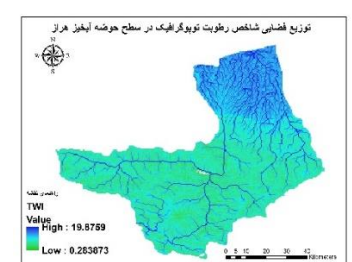 توزیع فضایی شاخص رطوبت توپوگرافیک در سطح حوضه آبخیز هراز
N
W
E
S
راهنمای نقشه
TWI
Value
High : 19.8759
Low : 0.283873
0 5 10 20 30 40
Kilometers